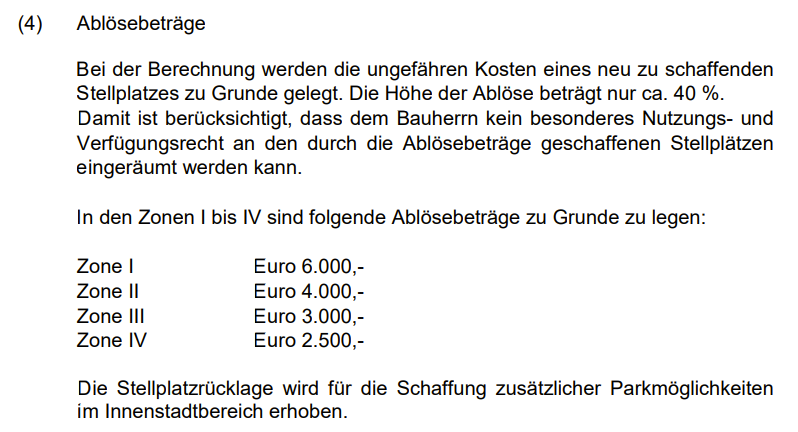 (4) Ablösebeträge
Bei der Berechnung werden die ungefähren Kosten eines neu zu schaffenden
Stellplatzes zu Grunde gelegt. Die Höhe der Ablöse beträgt nur ca. 40 %.
Damit ist berücksichtigt, dass dem Bauherrn kein besonderes Nutzungs- und
Verfügungsrecht an den durch die Ablösebeträge geschaffenen Stellplätzen
eingeräumt werden kann.
In den Zonen I bis IV sind folgende Ablösebeträge zu Grunde zu legen:
Zone I Euro 6.000,-
Zone II Euro 4.000,-
Zone III Euro 3.000,-
Zone IV Euro 2.500,-
Die Stellplatzrücklage wird für die Schaffung zusätzlicher Parkmöglichkeiten
im Innenstadtbereich erhoben.